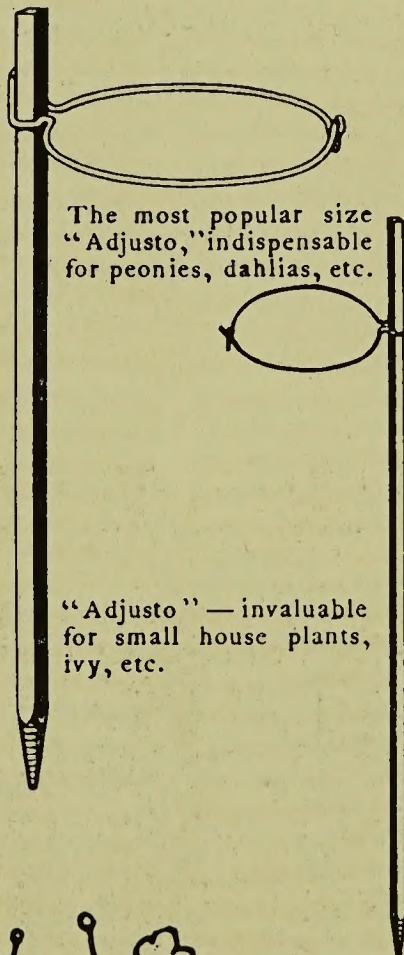 The most popular size
“Adjusto,” indispensable
for peonies, dahlias, etc.
“Adjusto” — invaluable
for small house plants,
ivy, etc.